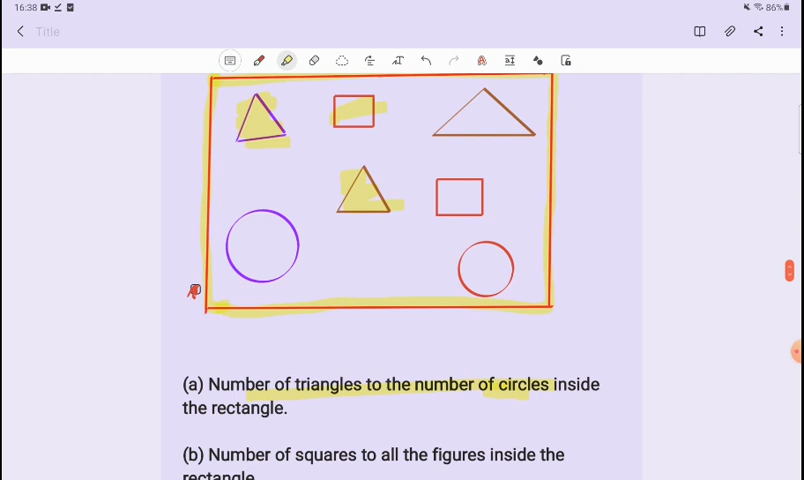 16:38
86%
Title
(a) Number of triangles to the number of circles inside
the rectangle.
(b) Number of squares to all the figures inside the
rectangle